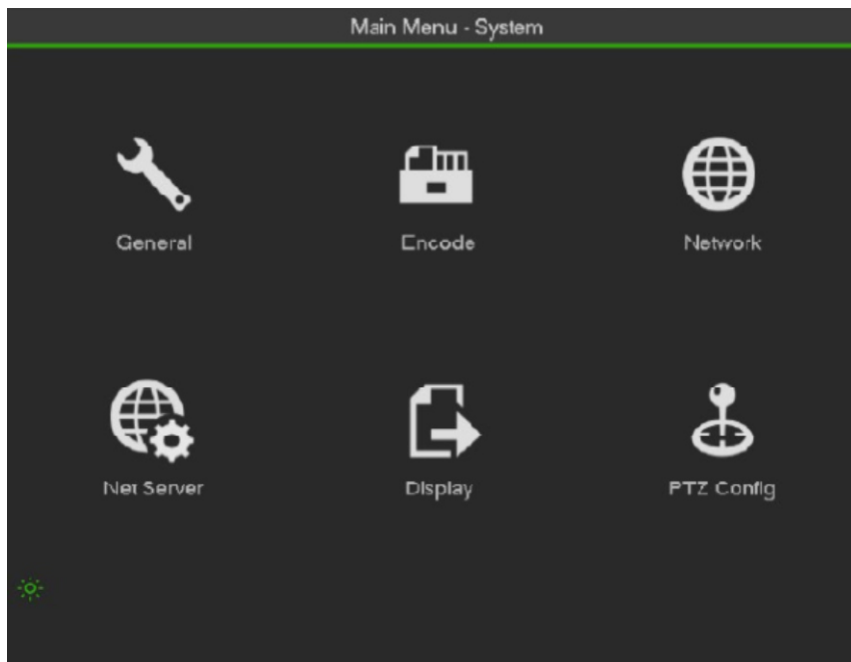 Main Menu - System
General
Encode
Network
Net Server
Display
PTZ Config